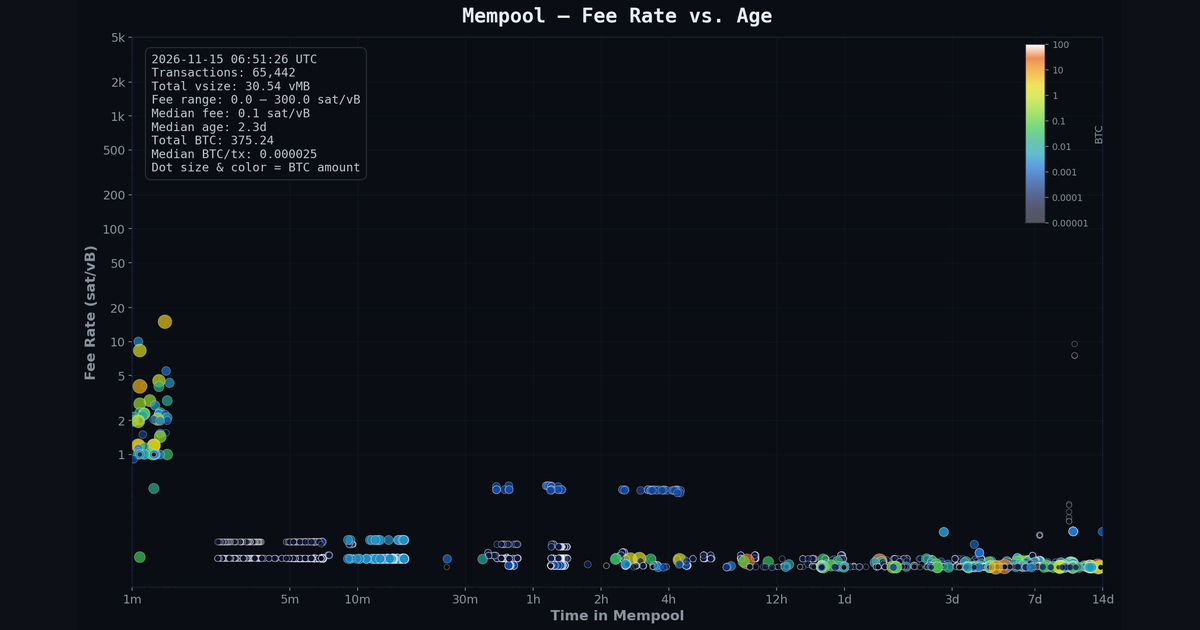 Mempool — Fee Rate vs. Age
2026-11-15 06:51:26 UTC
Transactions: 65,442
Total vsize: 30.54 vMB
Fee range: 0.0 — 300.0 sat/vB
Median fee: 0.1 sat/vB
Median age: 2.3d
Total BTC: 375.24
Median BTC/tx: 0.000025
Dot size & color = BTC amount
100
10
1
0.1
0.01
0.001
0.0001
0.00001
BTC
Fee Rate (sat/vB)
5k
2k
1k
500
200
100
50
20
10
5
2
1
1m 5m 10m 30m 1h 2h 4h 12h 1d 3d 7d 14d
Time in Mempool